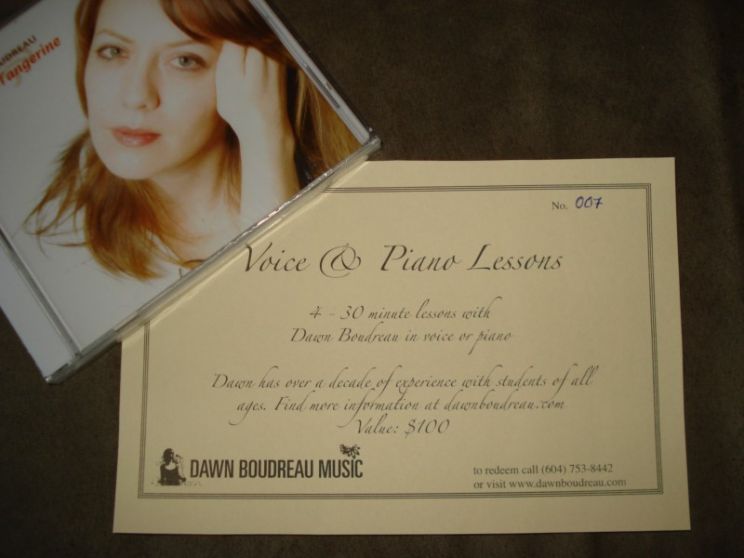 UDREAU
Tangerine
No. 007
Voice & Piano Lessons
4 - 30 minute lessons with
Dawn Boudreau in voice or piano
Dawn has over a decade of experience with students of all
ages. Find more information at dawnboudreau.com
Value: $100
DAWN BOUDREAU MUSIC
to redeem call (604) 753-8442
or visit www.dawnboudreau.com